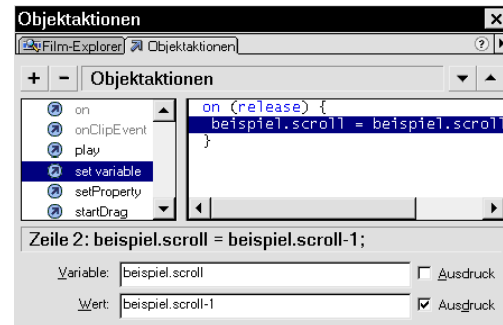 Objektaktionen
Film-Explorer Objektaktionen ?
+ - Objektaktionen
on
onClipEvent
play
set variable
setProperty
startDrag
on (release) {
beispiel.scroll = beispiel.scroll
}
Zeile 2: beispiel.scroll = beispiel.scroll-1;
Variable: beispiel.scroll Ausdruck
Wert: beispiel.scroll-1 Ausdruck